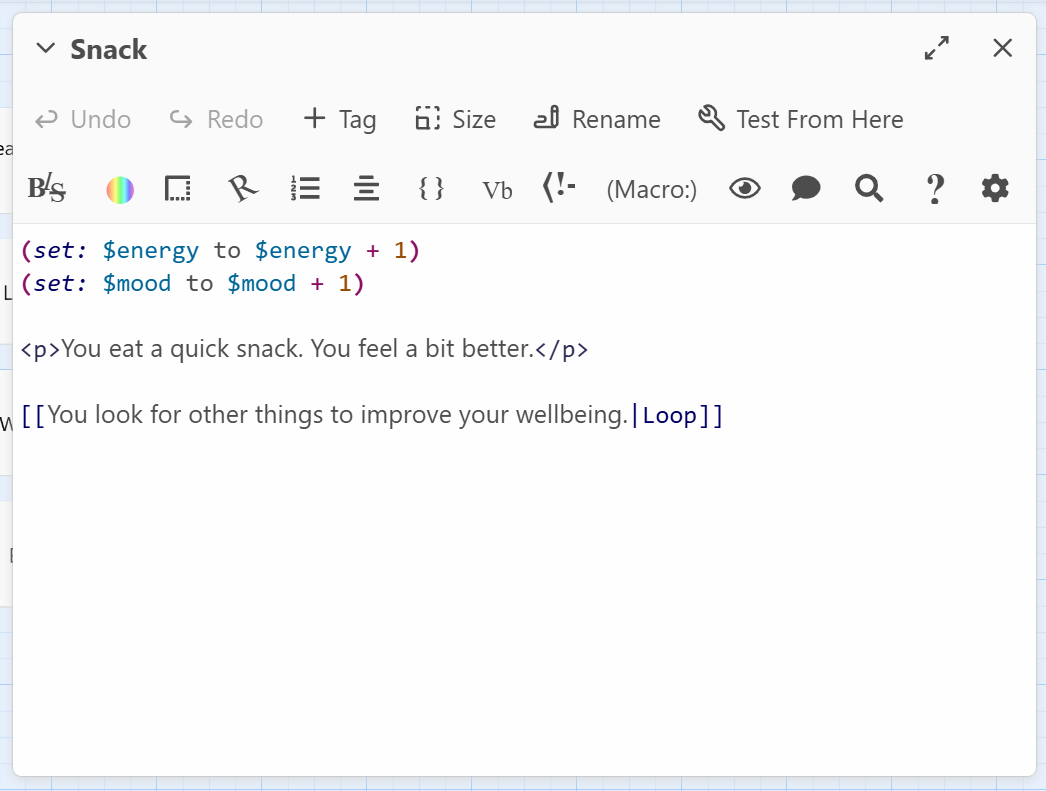 Snack
Undo Redo + Tag Size Rename Test From Here
B/S { } Vb (!- (Macro:) ?
(set: $energy to $energy + 1)
(set: $mood to $mood + 1)
<p>You eat a quick snack. You feel a bit better.</p>
[[You look for other things to improve your wellbeing.|Loop]]